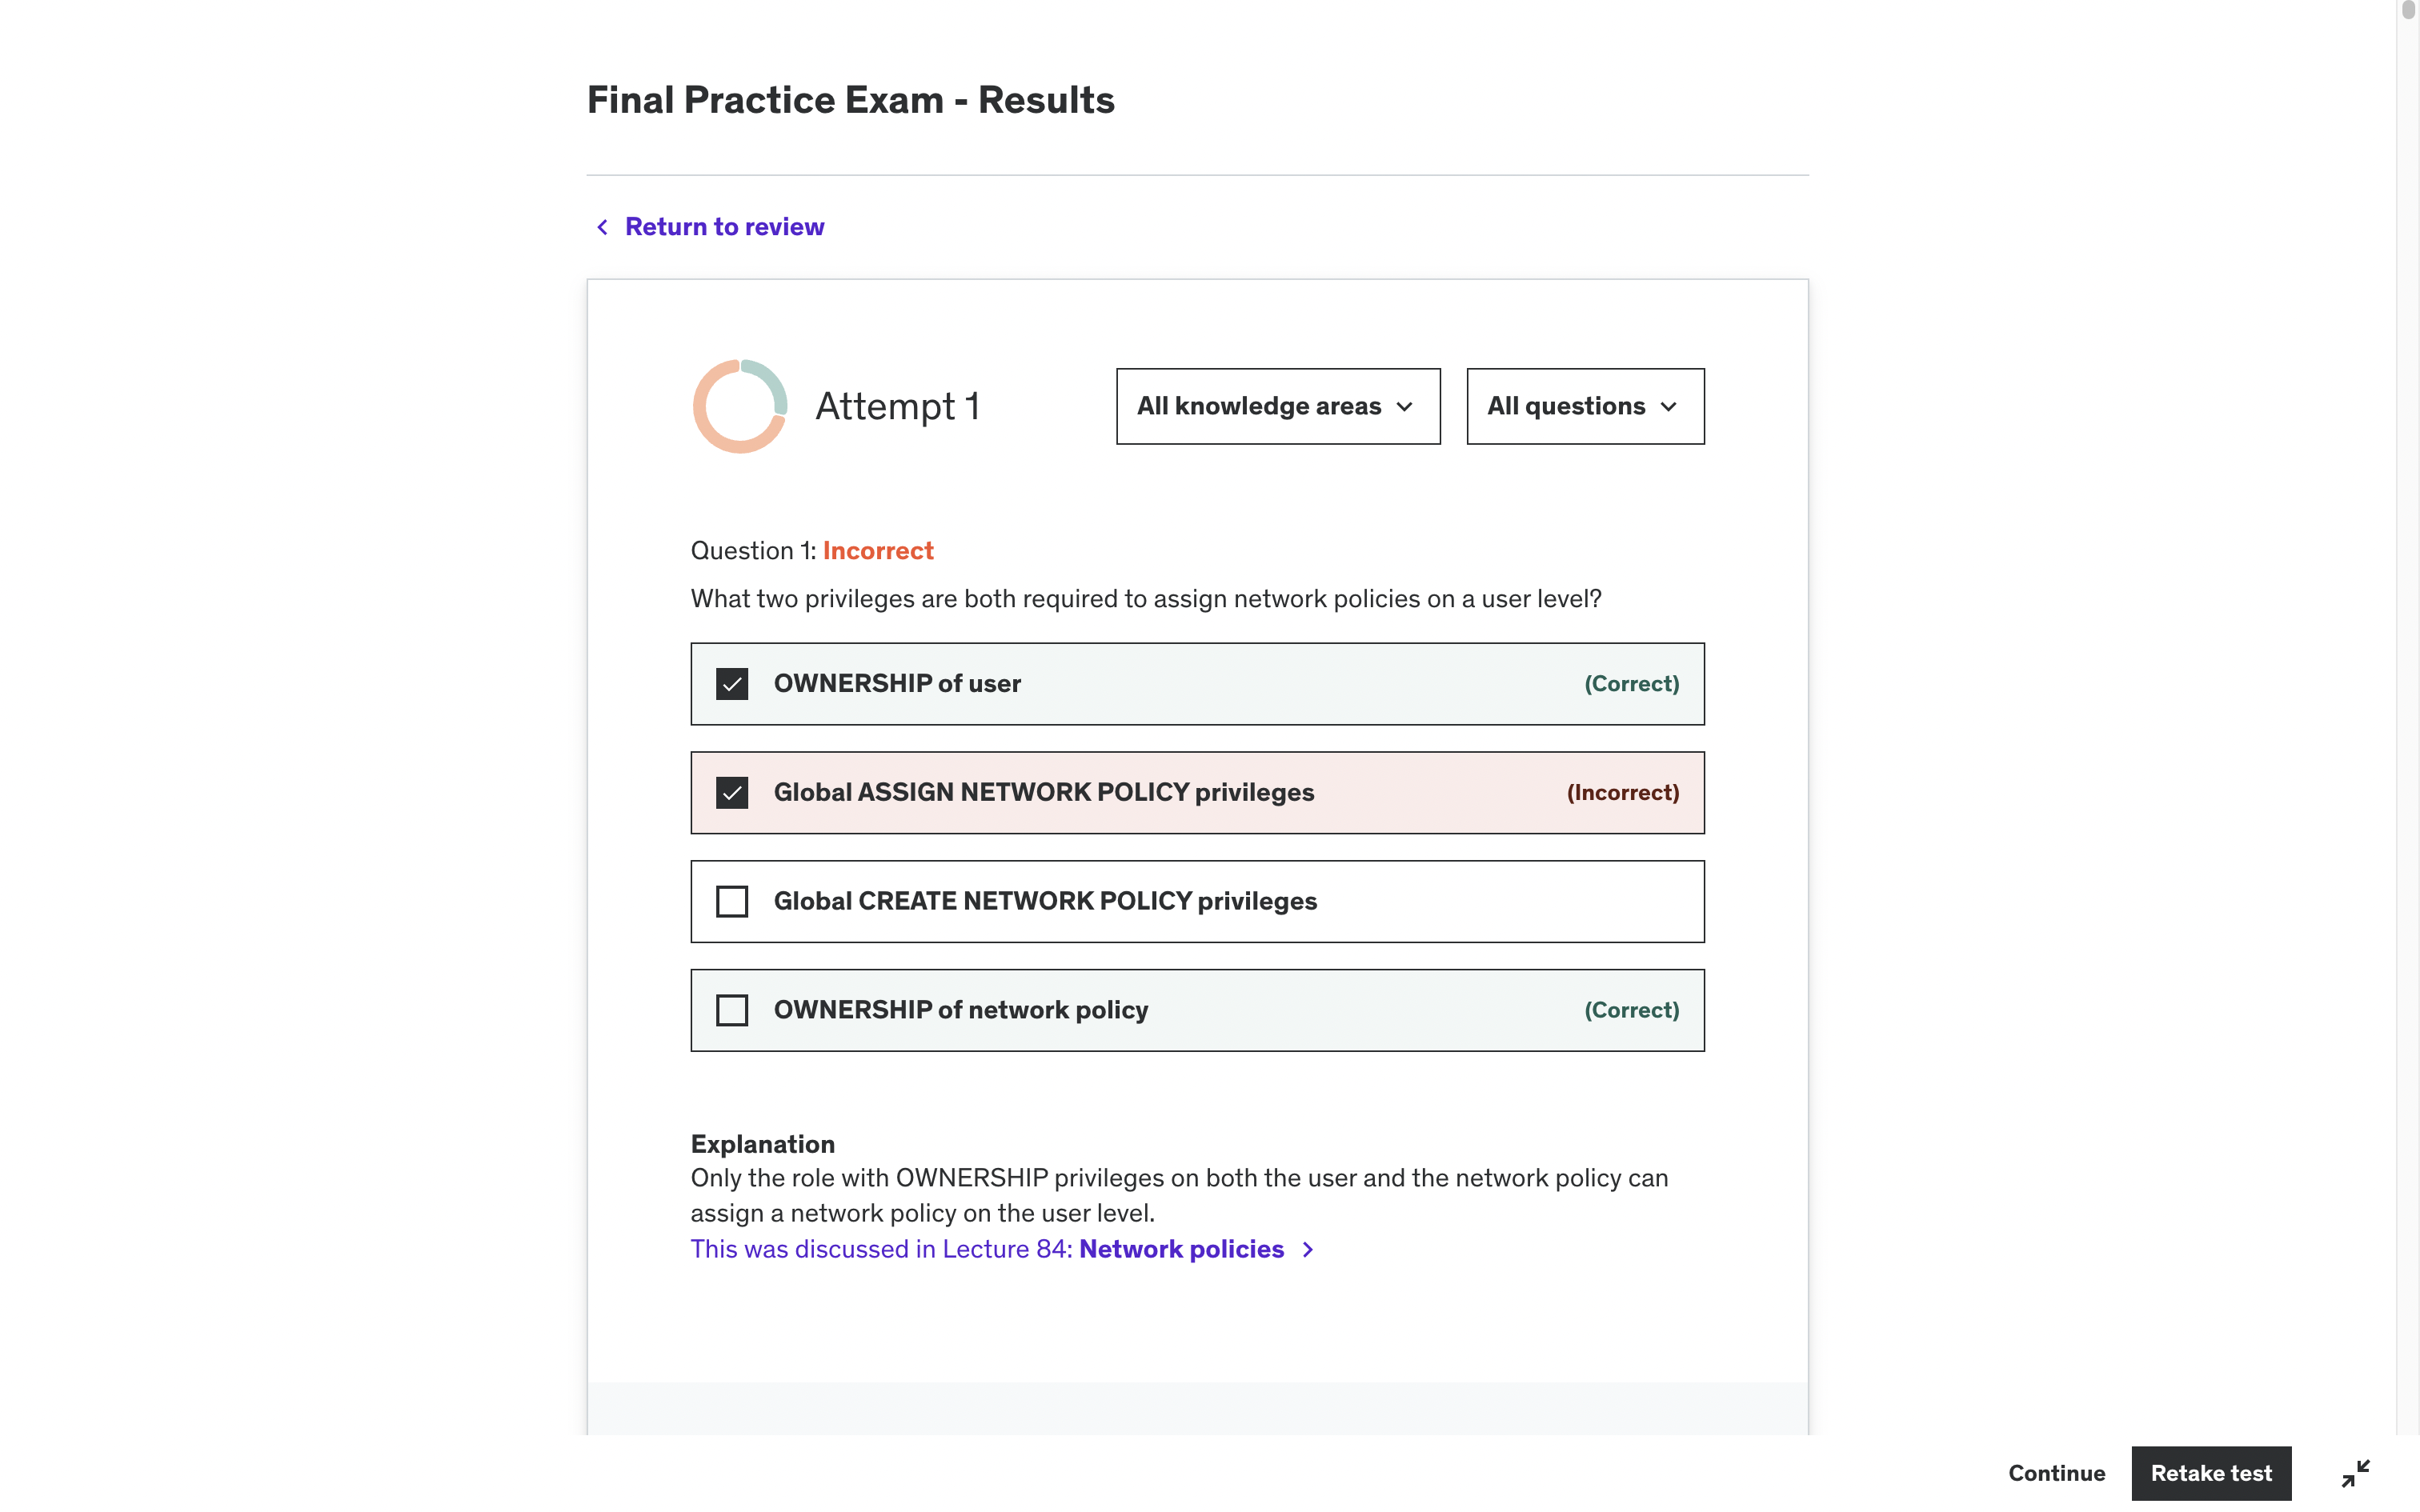 Final Practice Exam - Results
Return to review
Attempt 1
All knowledge areas
All questions
Question 1: Incorrect
What two privileges are both required to assign network policies on a user level?
OWNERSHIP of user
(Correct)
Global ASSIGN NETWORK POLICY privileges
(Incorrect)
Global CREATE NETWORK POLICY privileges
OWNERSHIP of network policy
(Correct)
Explanation
Only the role with OWNERSHIP privileges on both the user and the network policy can
assign a network policy on the user level.
This was discussed in Lecture 84: Network policies
Continue
Retake test